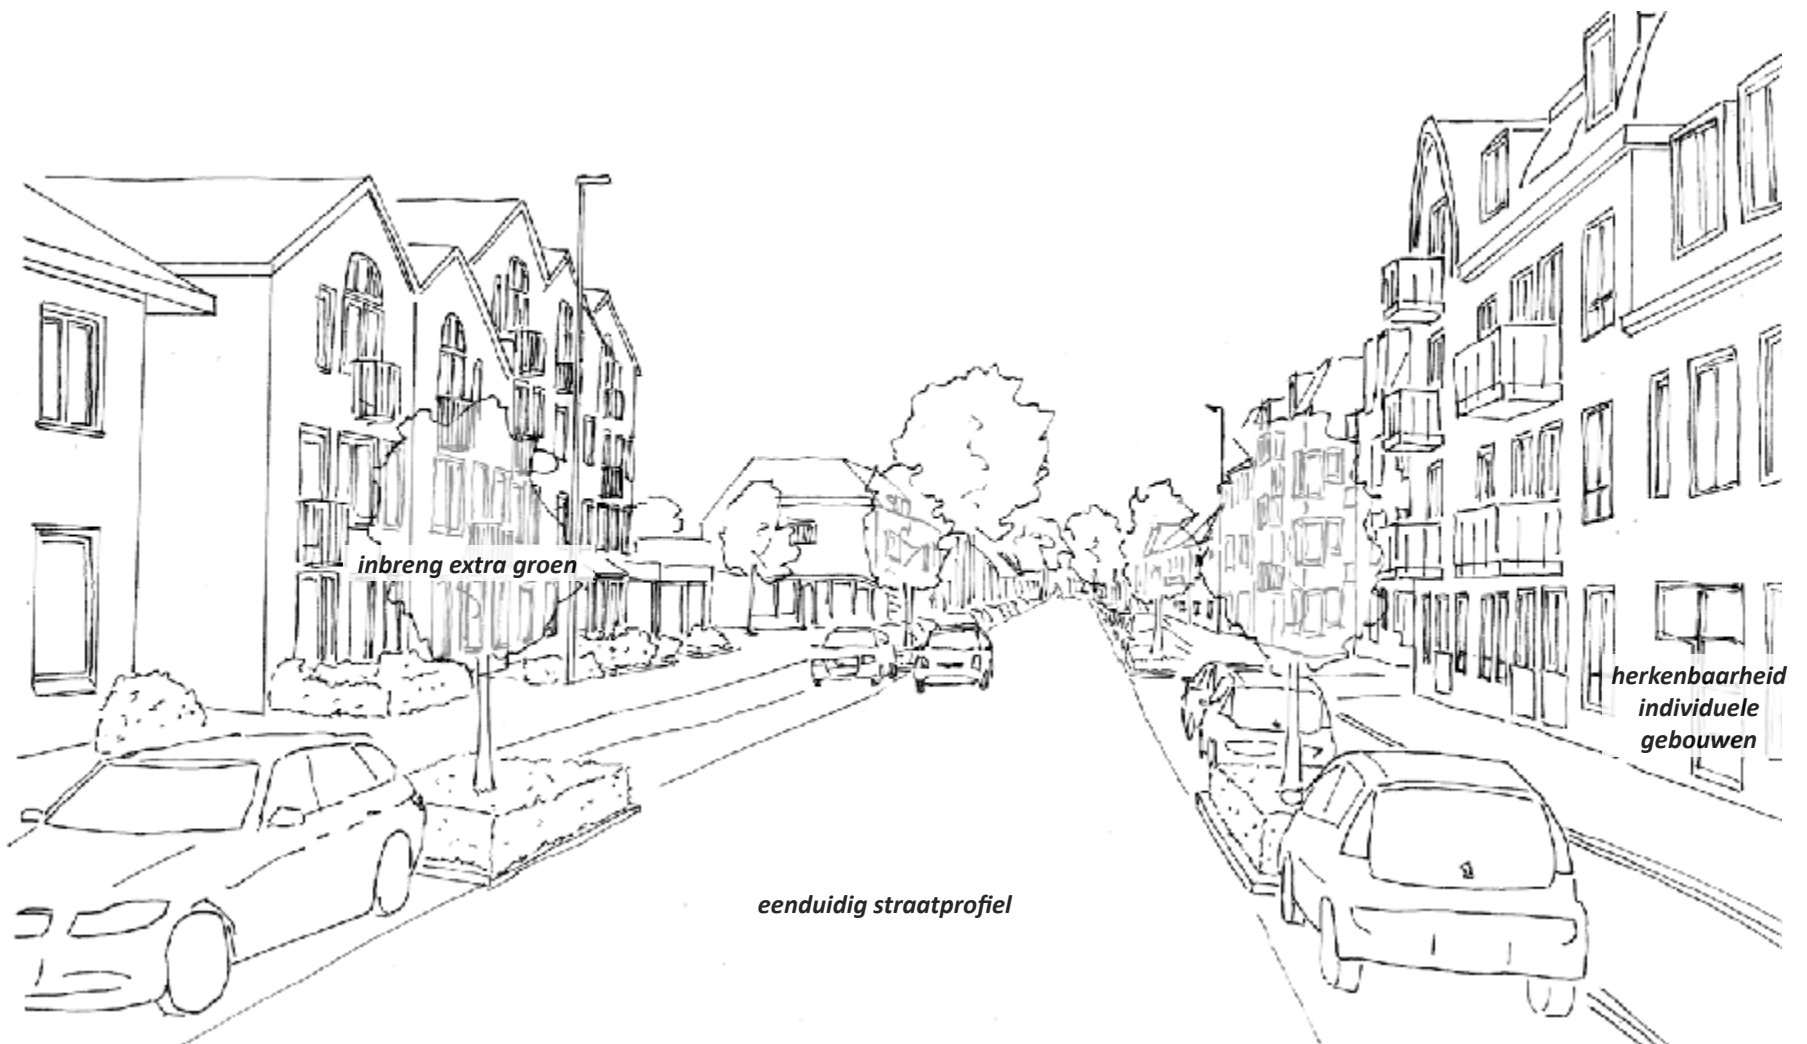 inbreng extra groen
herkenbaarheid
individuele
gebouwen
eenduidig straatprofiel